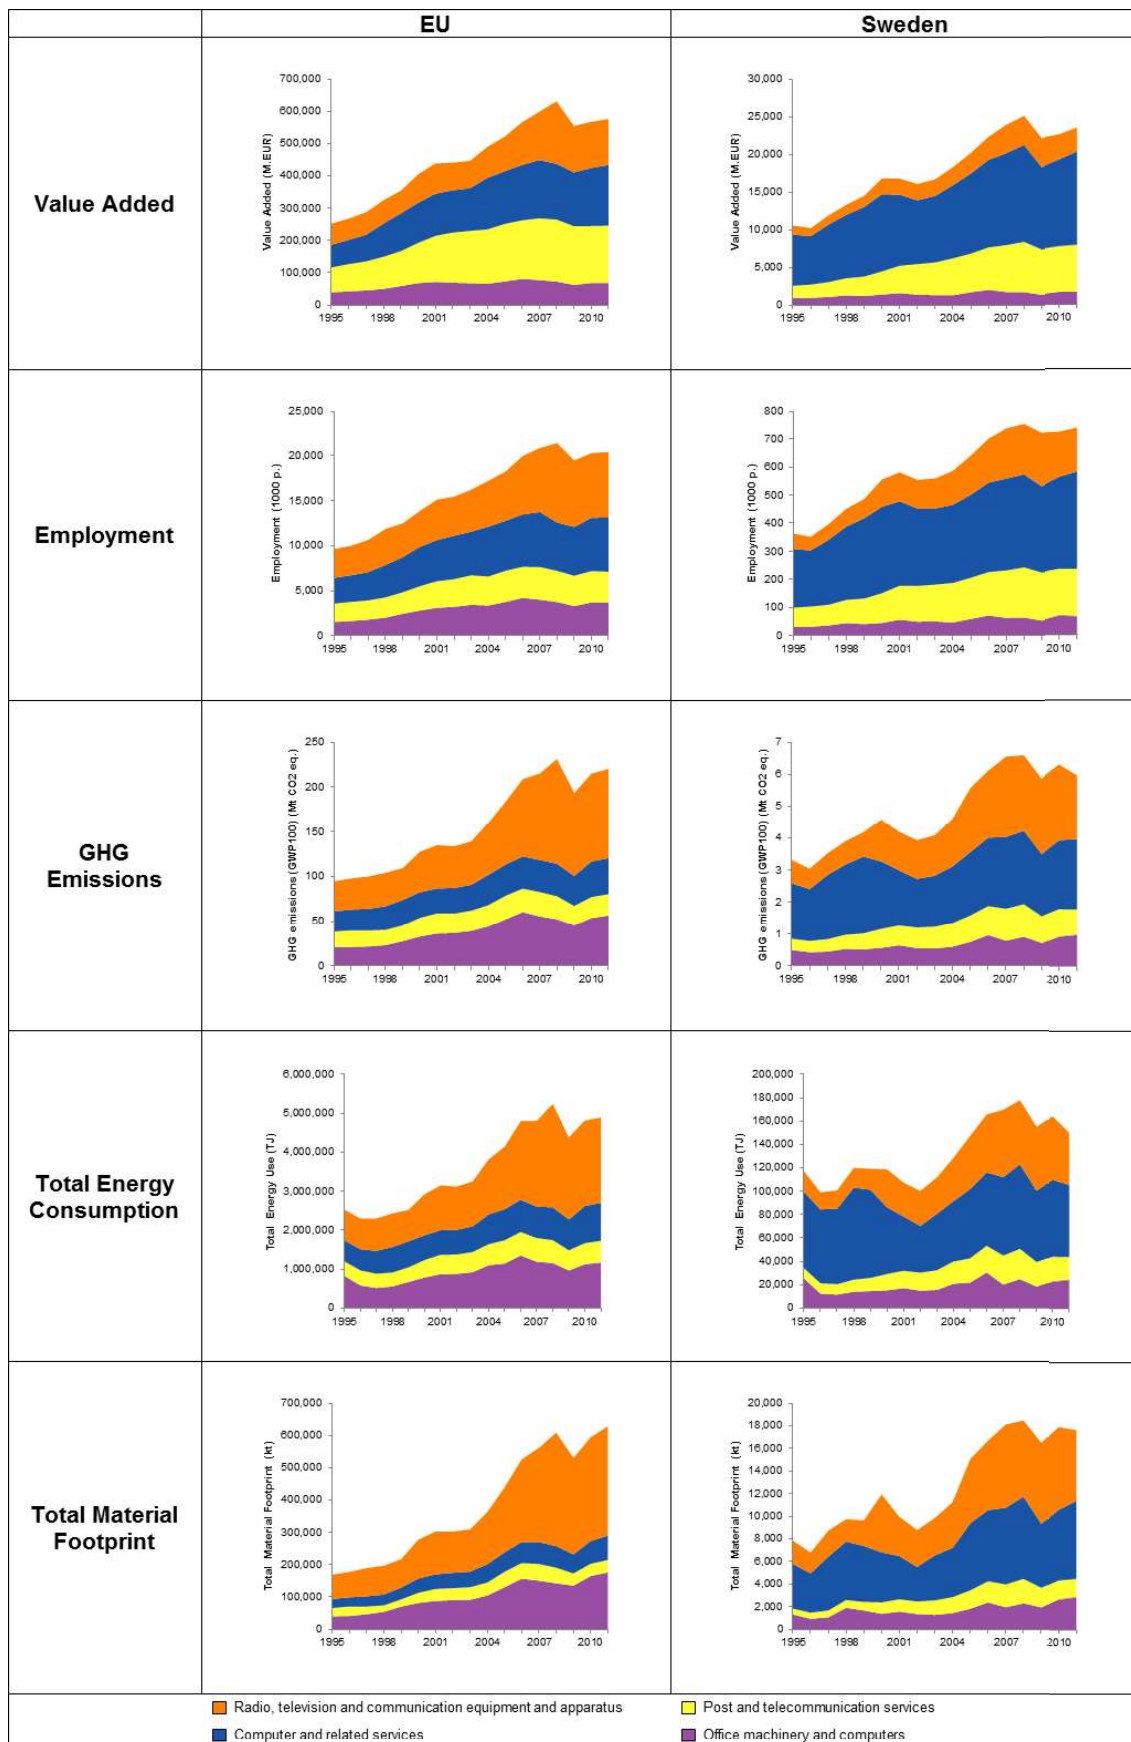 EU
Sweden
Value Added
Value Added (M.EUR)
700,000
600,000
500,000
400,000
300,000
200,000
100,000
0
1995 1998 2001 2004 2007 2010
Value Added (M.EUR)
30,000
25,000
20,000
15,000
10,000
5,000
0
1995 1998 2001 2004 2007 2010
Employment
Employment (1000 p.)
25,000
20,000
15,000
10,000
5,000
0
1995 1998 2001 2004 2007 2010
Employment (1000 p.)
800
700
600
500
400
300
200
100
0
1995 1998 2001 2004 2007 2010
GHG
Emissions
GHG emissions (GWP100) (Mt CO2 eq.)
250
200
150
100
50
0
1995 1998 2001 2004 2007 2010
GHG emissions (GWP100) (Mt CO2 eq.)
7
6
5
4
3
2
1
0
1995 1998 2001 2004 2007 2010
Total Energy
Consumption
Total Energy Use (TJ)
6,000,000
5,000,000
4,000,000
3,000,000
2,000,000
1,000,000
0
1995 1998 2001 2004 2007 2010
Total Energy Use (TJ)
200,000
180,000
160,000
140,000
120,000
100,000
80,000
60,000
40,000
20,000
0
1995 1998 2001 2004 2007 2010
Total Material
Footprint
Total Material Footprint (kt)
700,000
600,000
500,000
400,000
300,000
200,000
100,000
0
1995 1998 2001 2004 2007 2010
Total Material Footprint (kt)
20,000
18,000
16,000
14,000
12,000
10,000
8,000
6,000
4,000
2,000
0
1995 1998 2001 2004 2007 2010
Radio, television and communication equipment and apparatus
Post and telecommunication services
Computer and related services
Office machinery and computers